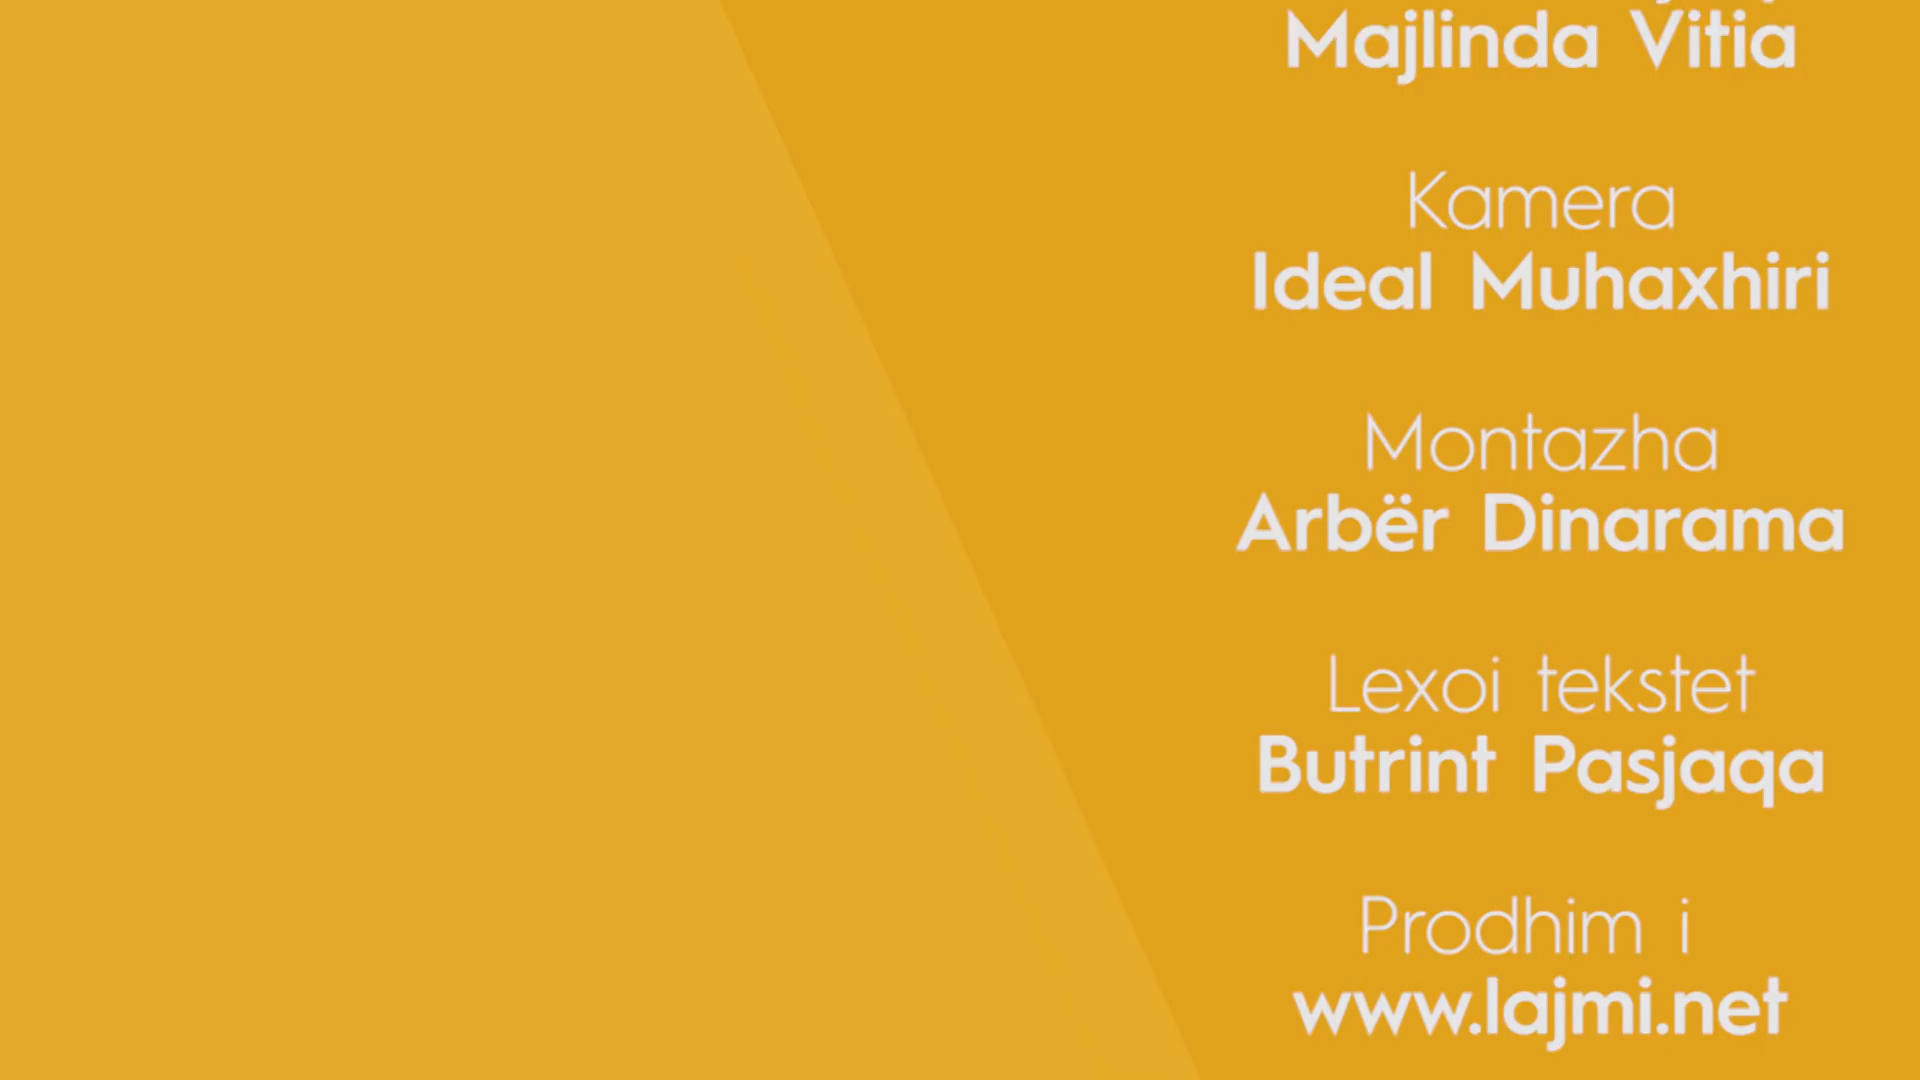 Majlinda Vitia
Kamera
Ideal Muhaxhiri
Montazha
Arbër Dinarama
Lexoi tekstet
Butrint Pasjaqa
Prodhim i
www.lajmi.net